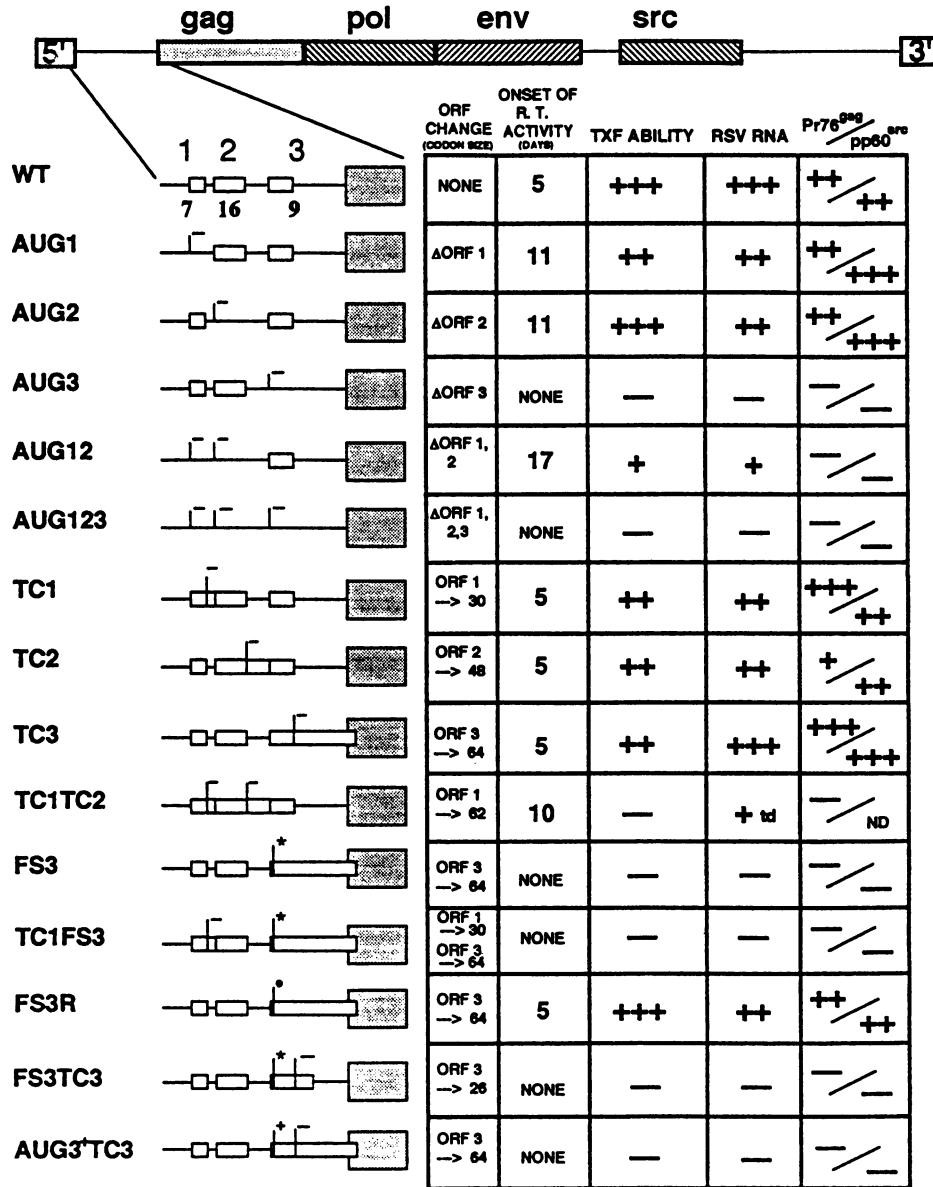 gag pol env src
5' 3'
ORF CHANGE (CODON SIZE) ONSET OF R. T. ACTIVITY (DAYS) TXF ABILITY RSV RNA Pr76gag / pp60src
1 2 3
WT NONE 5 +++ +++ ++ / ++
7 16 9
AUG1 − ΔORF 1 11 ++ ++ ++ / +++
AUG2 − ΔORF 2 11 +++ ++ ++ / +++
AUG3 − ΔORF 3 NONE — — — / —
AUG12 − − ΔORF 1, 2 17 + + — / —
AUG123 − − − ΔORF 1, 2,3 NONE — — — / —
TC1 − ORF 1 --> 30 5 ++ ++ +++ / ++
TC2 − ORF 2 --> 48 5 ++ ++ + / ++
TC3 − ORF 3 --> 64 5 ++ +++ +++ / +++
TC1TC2 − − ORF 1 --> 62 10 — + td — / ND
FS3 * ORF 3 --> 64 NONE — — — / —
TC1FS3 − * ORF 1 -->30 ORF 3 -->64 NONE — — — / —
FS3R • ORF 3 --> 64 5 +++ ++ ++ / ++
FS3TC3 * − ORF 3 --> 26 NONE — — — / —
AUG3+TC3 + − ORF 3 --> 64 NONE — — — / —